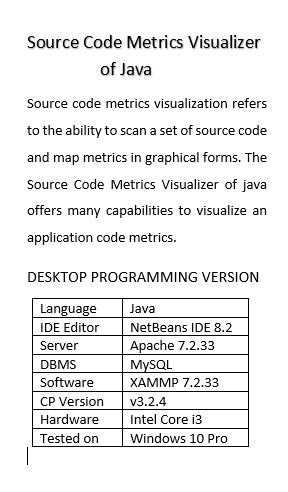 Source Code Metrics Visualizer
of Java
Source code metrics visualization refers
to the ability to scan a set of source code
and map metrics in graphical forms. The
Source Code Metrics Visualizer of java
offers many capabilities to visualize an
application code metrics.
DESKTOP PROGRAMMING VERSION
Language Java
IDE Editor NetBeans IDE 8.2
Server Apache 7.2.33
DBMS MySQL
Software XAMMP 7.2.33
CP Version v3.2.4
Hardware Intel Core i3
Tested on Windows 10 Pro